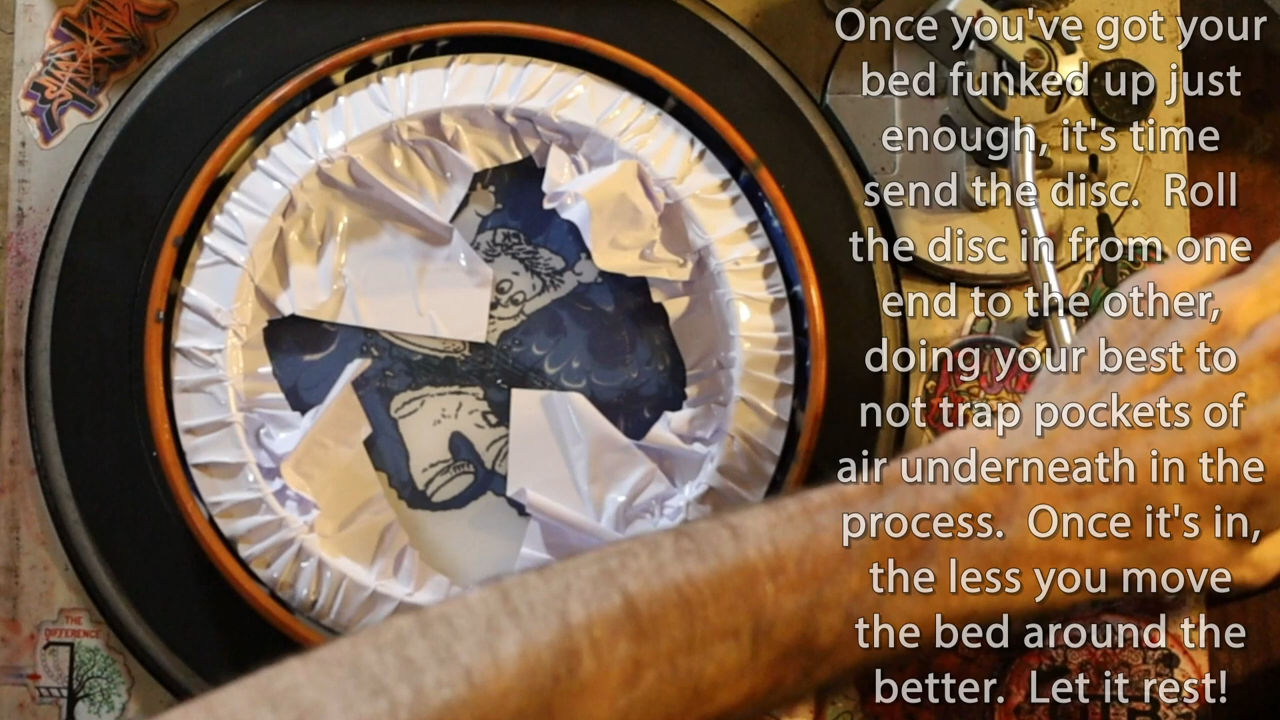 Once you've got your
bed funked up just
enough, it's time
send the disc.  Roll
the disc in from one
end to the other,
doing your best to
not trap pockets of
air underneath in the
process.  Once it's in,
the less you move
the bed around the
better.  Let it rest!
THE
DIFFERENCE